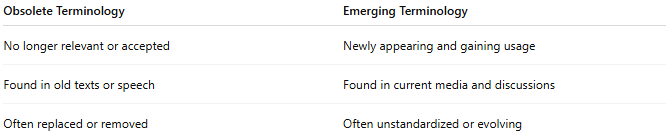 Obsolete Terminology Emerging Terminology
No longer relevant or accepted Newly appearing and gaining usage
Found in old texts or speech Found in current media and discussions
Often replaced or removed Often unstandardized or evolving